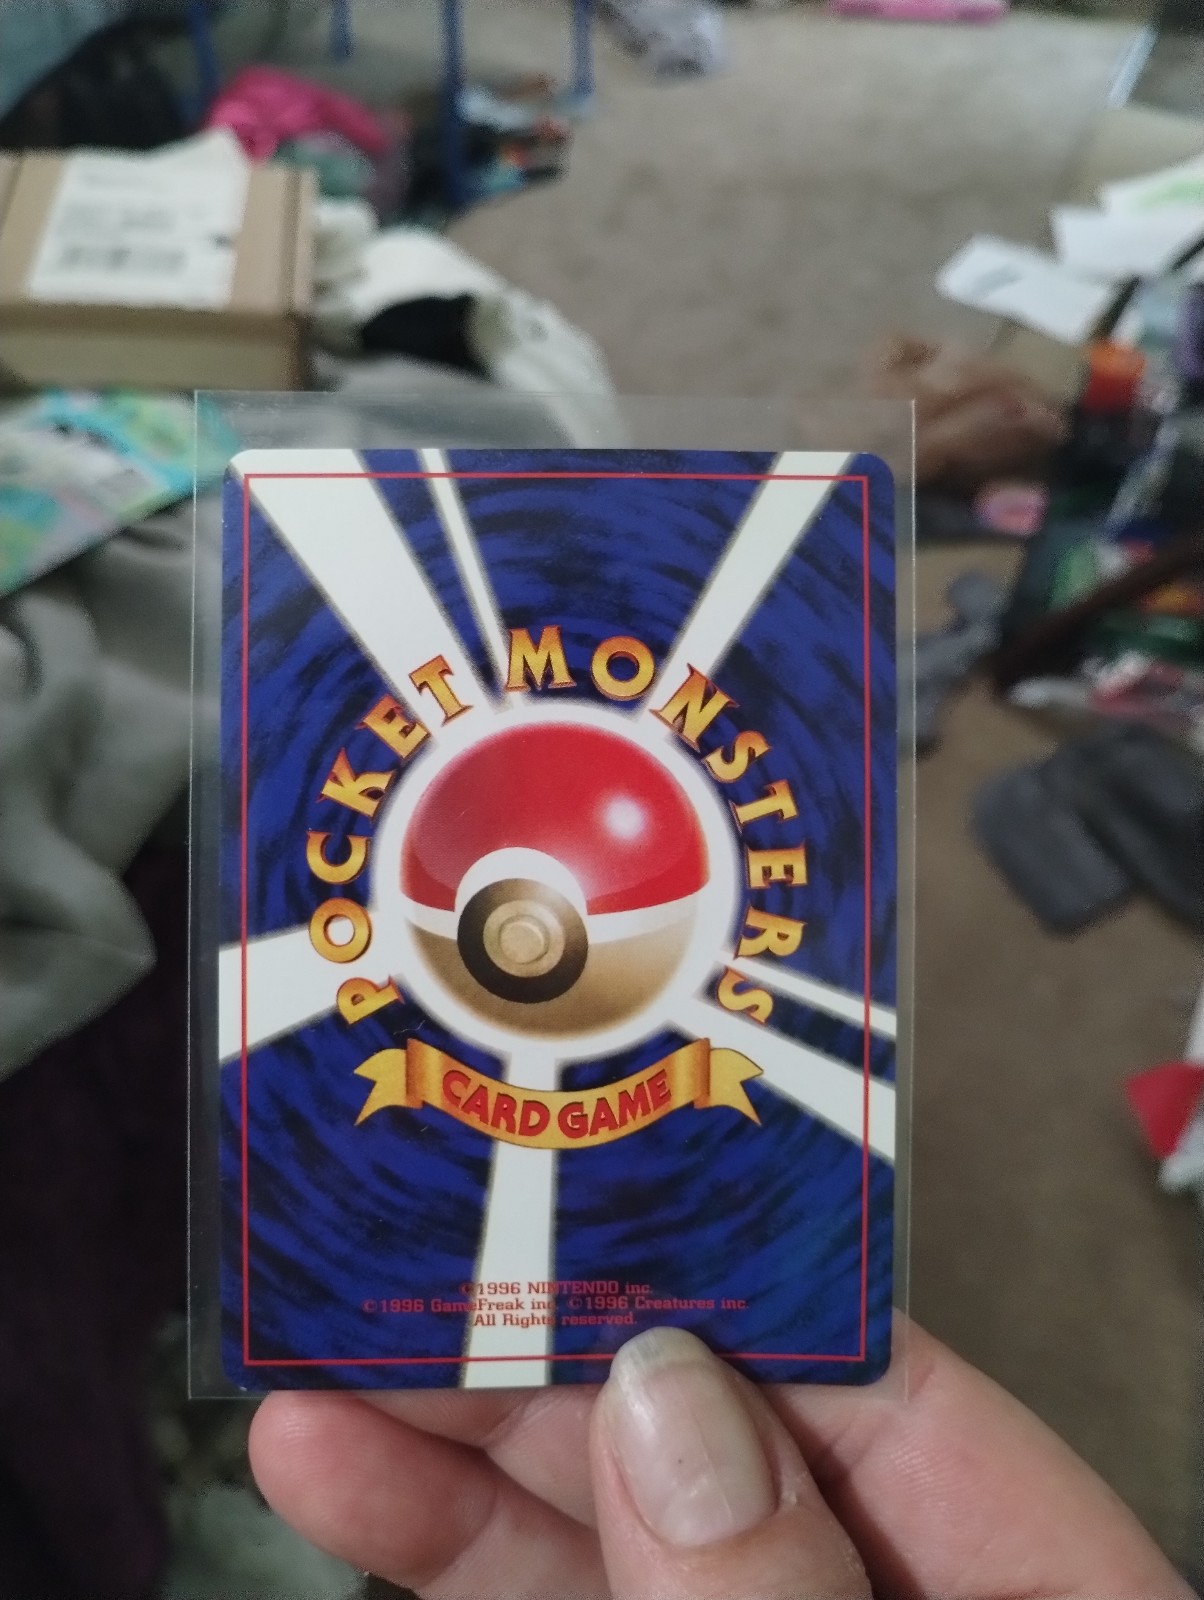 POCKET MONSTERS
CARD GAME
©1996 NINTENDO inc.
©1996 GameFreak inc. ©1996 Creatures inc.
All Rights reserved.